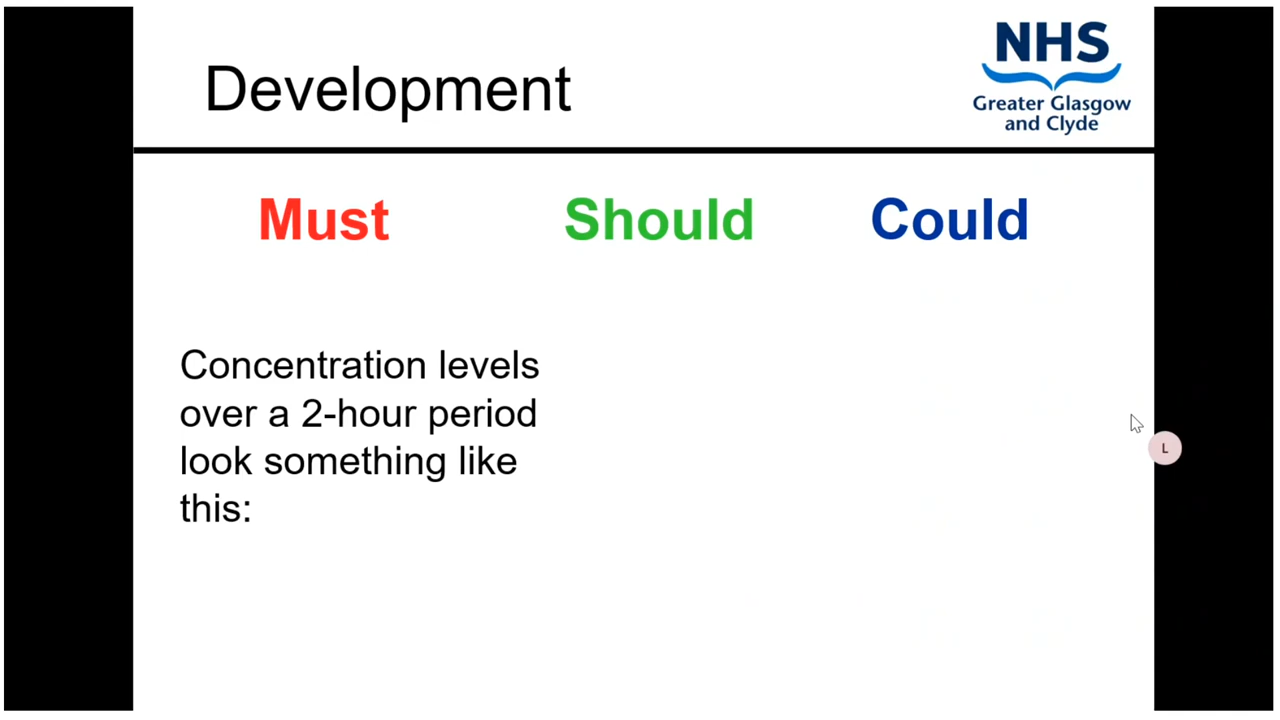 Development
NHS
Greater Glasgow
and Clyde
Must Should Could
Concentration levels
over a 2-hour period
look something like
this:
L